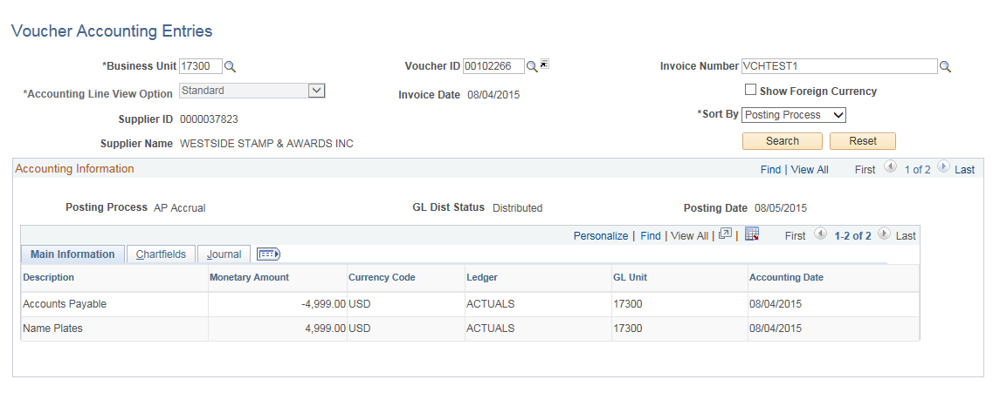 Voucher Accounting Entries
*Business Unit 17300 Voucher ID 00102266 Invoice Number VCHTEST1
*Accounting Line View Option Standard Invoice Date 08/04/2015 Show Foreign Currency
Supplier ID 0000037823 *Sort By Posting Process
Supplier Name WESTSIDE STAMP & AWARDS INC Search Reset
Accounting Information Find | View All First 1 of 2 Last
Posting Process AP Accrual GL Dist Status Distributed Posting Date 08/05/2015
Personalize | Find | View All | | First 1-2 of 2 Last
Main Information Chartfields Journal
Description Monetary Amount Currency Code Ledger GL Unit Accounting Date
Accounts Payable -4,999.00 USD ACTUALS 17300 08/04/2015
Name Plates 4,999.00 USD ACTUALS 17300 08/04/2015